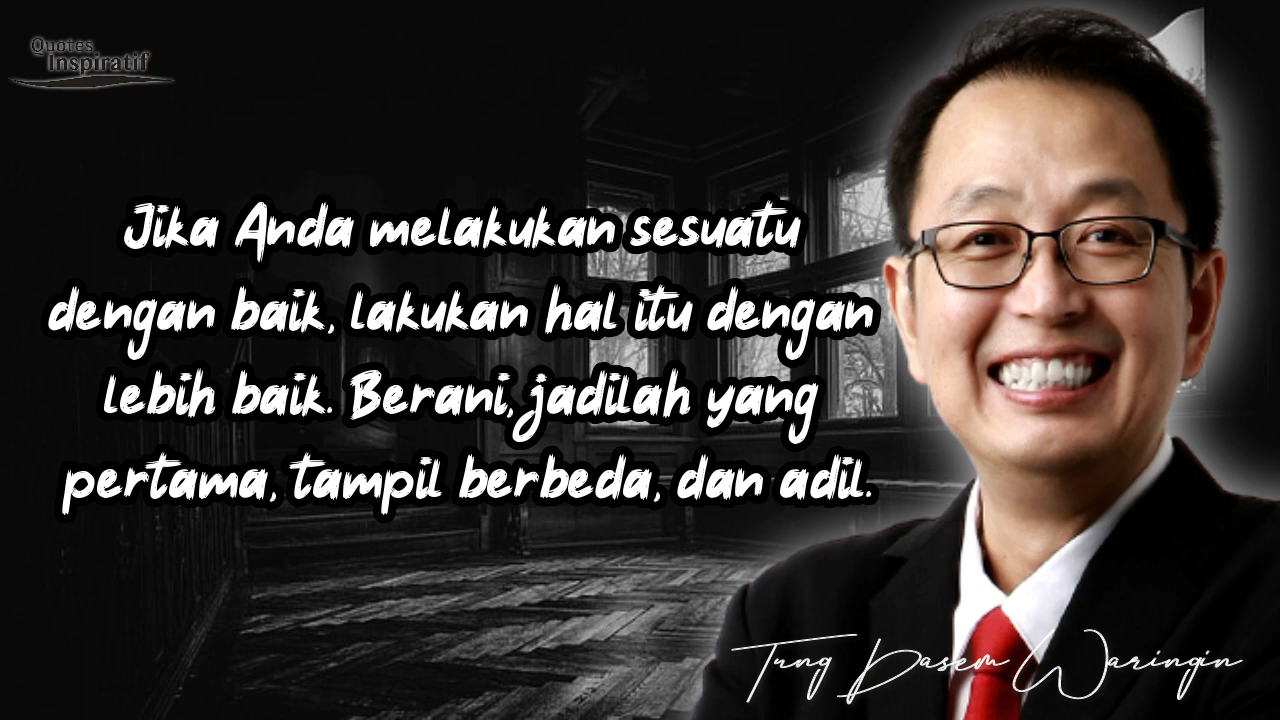 Quotes
Inspiratif
Jika Anda melakukan sesuatu
dengan baik, lakukan hal itu dengan
lebih baik. Berani, jadilah yang
pertama, tampil berbeda, dan adil.
Tung Dasem Waringin